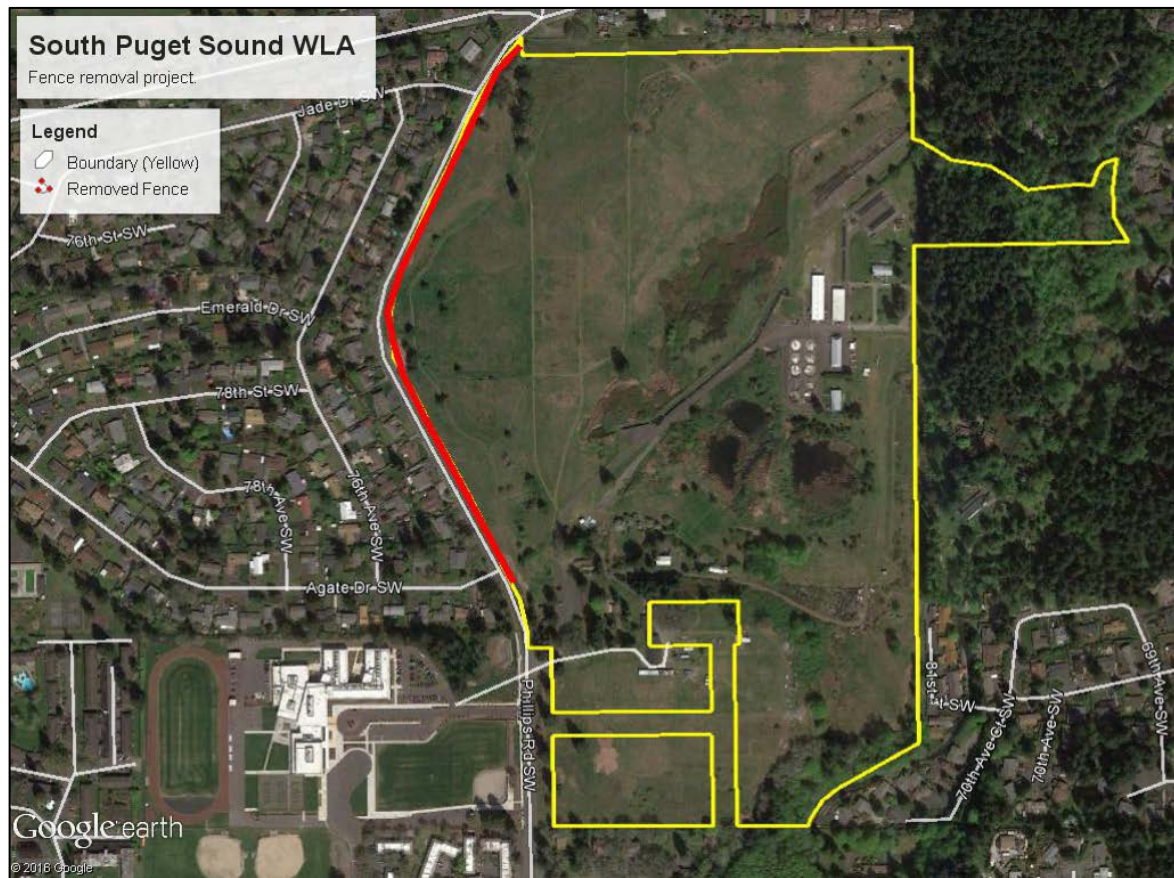 South Puget Sound WLA
Fence removal project.
Legend
Boundary (Yellow)
Removed Fence
Jade Dr SW
76th St SW
Emerald Dr SW
78th St SW
78th Ave SW
76th Ave SW
Agate Dr SW
Phillips Rd SW
81st St SW
70th Ave Ct SW
70th Ave SW
69th Ave SW
Google earth
© 2016 Google